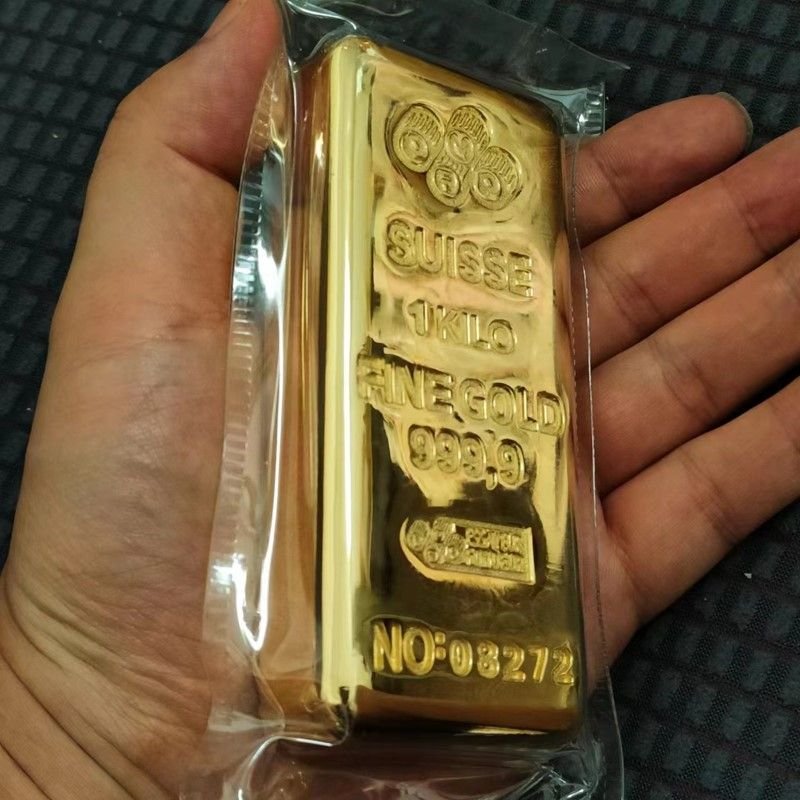 SUISSE
1 KILO
FINE GOLD
999,9
NO:08272